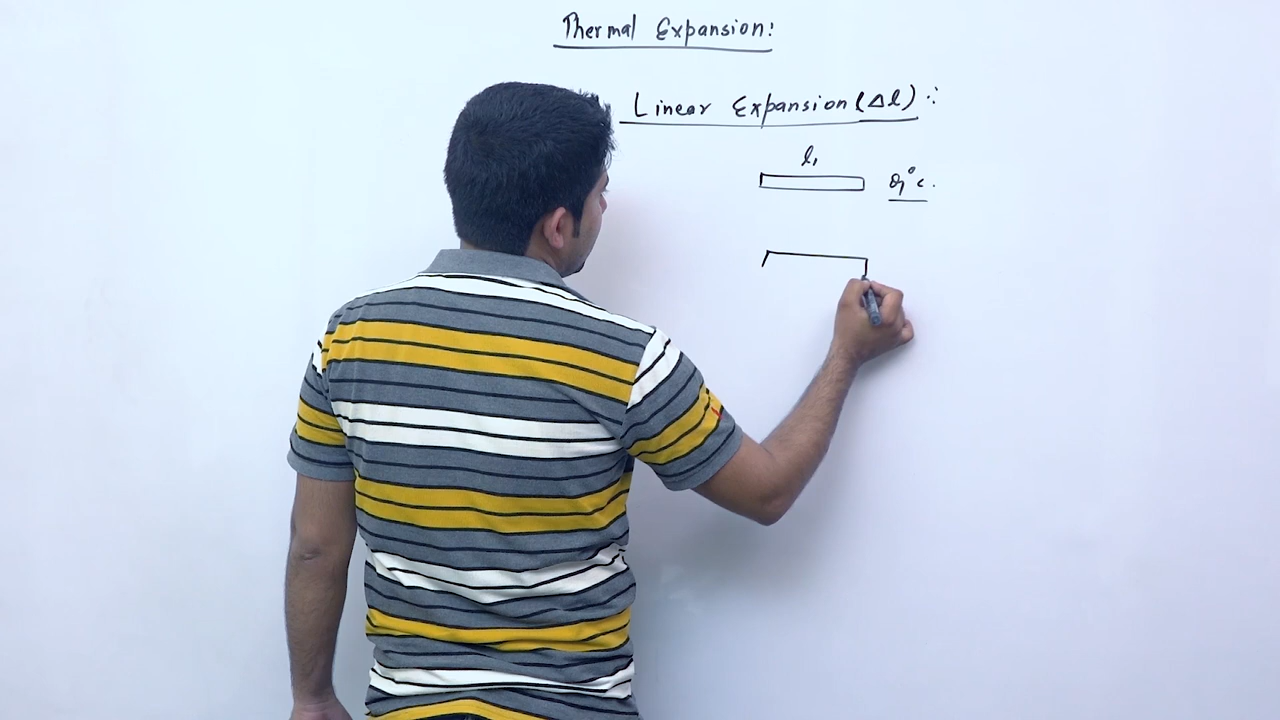 Thermal Expansion:
Linear Expansion (Δl) ∴
l₁
θ₁°c.